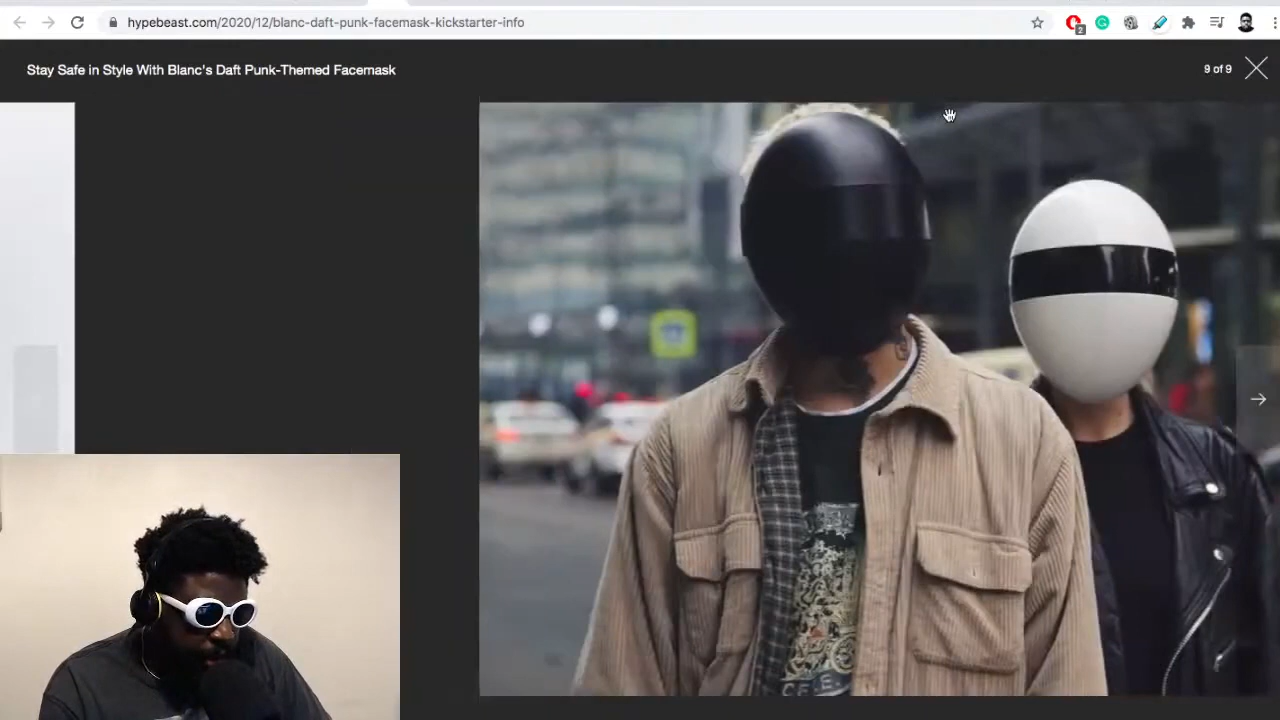 hypebeast.com/2020/12/blanc-daft-punk-facemask-kickstarter-info
2
Stay Safe in Style With Blanc's Daft Punk-Themed Facemask
9 of 9